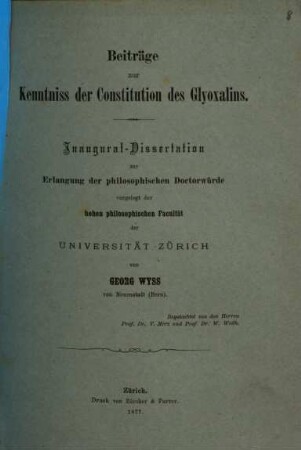 8
Beiträge
zur
Kenntniss der Constitution des Glyoxalins.
Inaugural-Dissertation
zur
Erlangung der philosophischen Doctorwürde
vorgelegt der
hohen philosophischen Facultät
der
UNIVERSITÄT ZÜRICH
von
GEORG WYSS
von (Bern).
Begutachtet von den Herren
Prof. Dr. V. Merz und Prof. Dr. W. Weith.
Zürich.
Druck von Zürcher & Furrer.
1877.